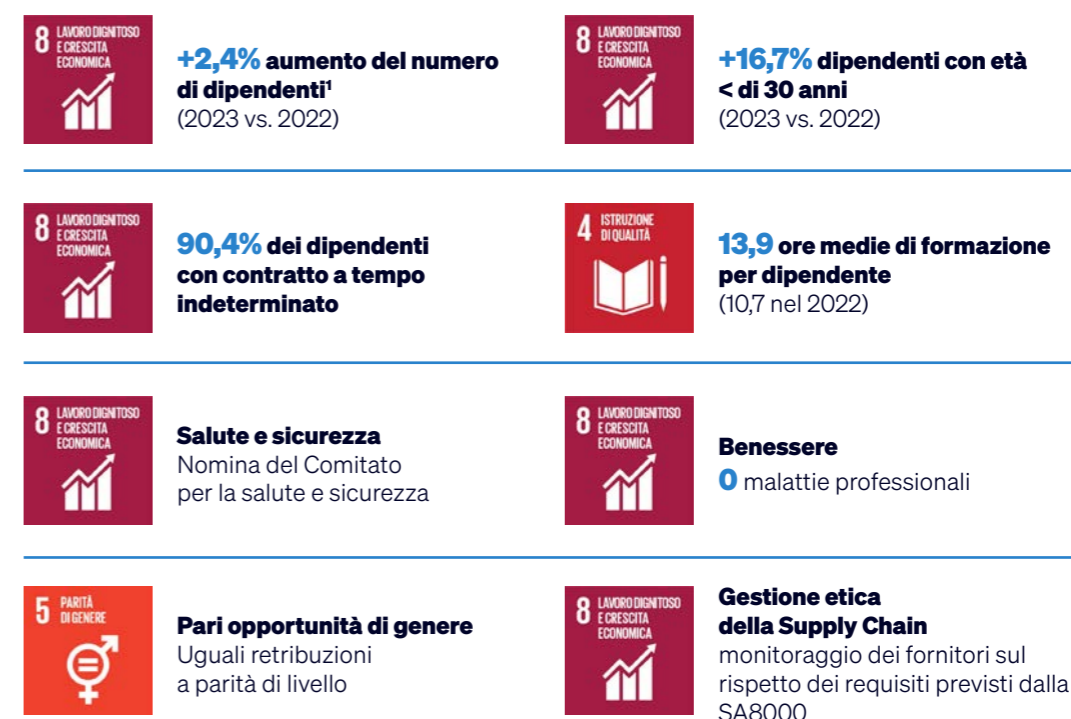 8 LAVORO DIGNITOSO
E CRESCITA
ECONOMICA
+2,4% aumento del numero
di dipendenti¹
(2023 vs. 2022)
8 LAVORO DIGNITOSO
E CRESCITA
ECONOMICA
+16,7% dipendenti con età
< di 30 anni
(2023 vs. 2022)
8 LAVORO DIGNITOSO
E CRESCITA
ECONOMICA
90,4% dei dipendenti
con contratto a tempo
indeterminato
4 ISTRUZIONE
DI QUALITÀ
13,9 ore medie di formazione
per dipendente
(10,7 nel 2022)
8 LAVORO DIGNITOSO
E CRESCITA
ECONOMICA
Salute e sicurezza
Nomina del Comitato
per la salute e sicurezza
8 LAVORO DIGNITOSO
E CRESCITA
ECONOMICA
Benessere
0 malattie professionali
5 PARITÀ
DI GENERE
Pari opportunità di genere
Uguali retribuzioni
a parità di livello
8 LAVORO DIGNITOSO
E CRESCITA
ECONOMICA
Gestione etica
della Supply Chain
monitoraggio dei fornitori sul
rispetto dei requisiti previsti dalla
SA8000